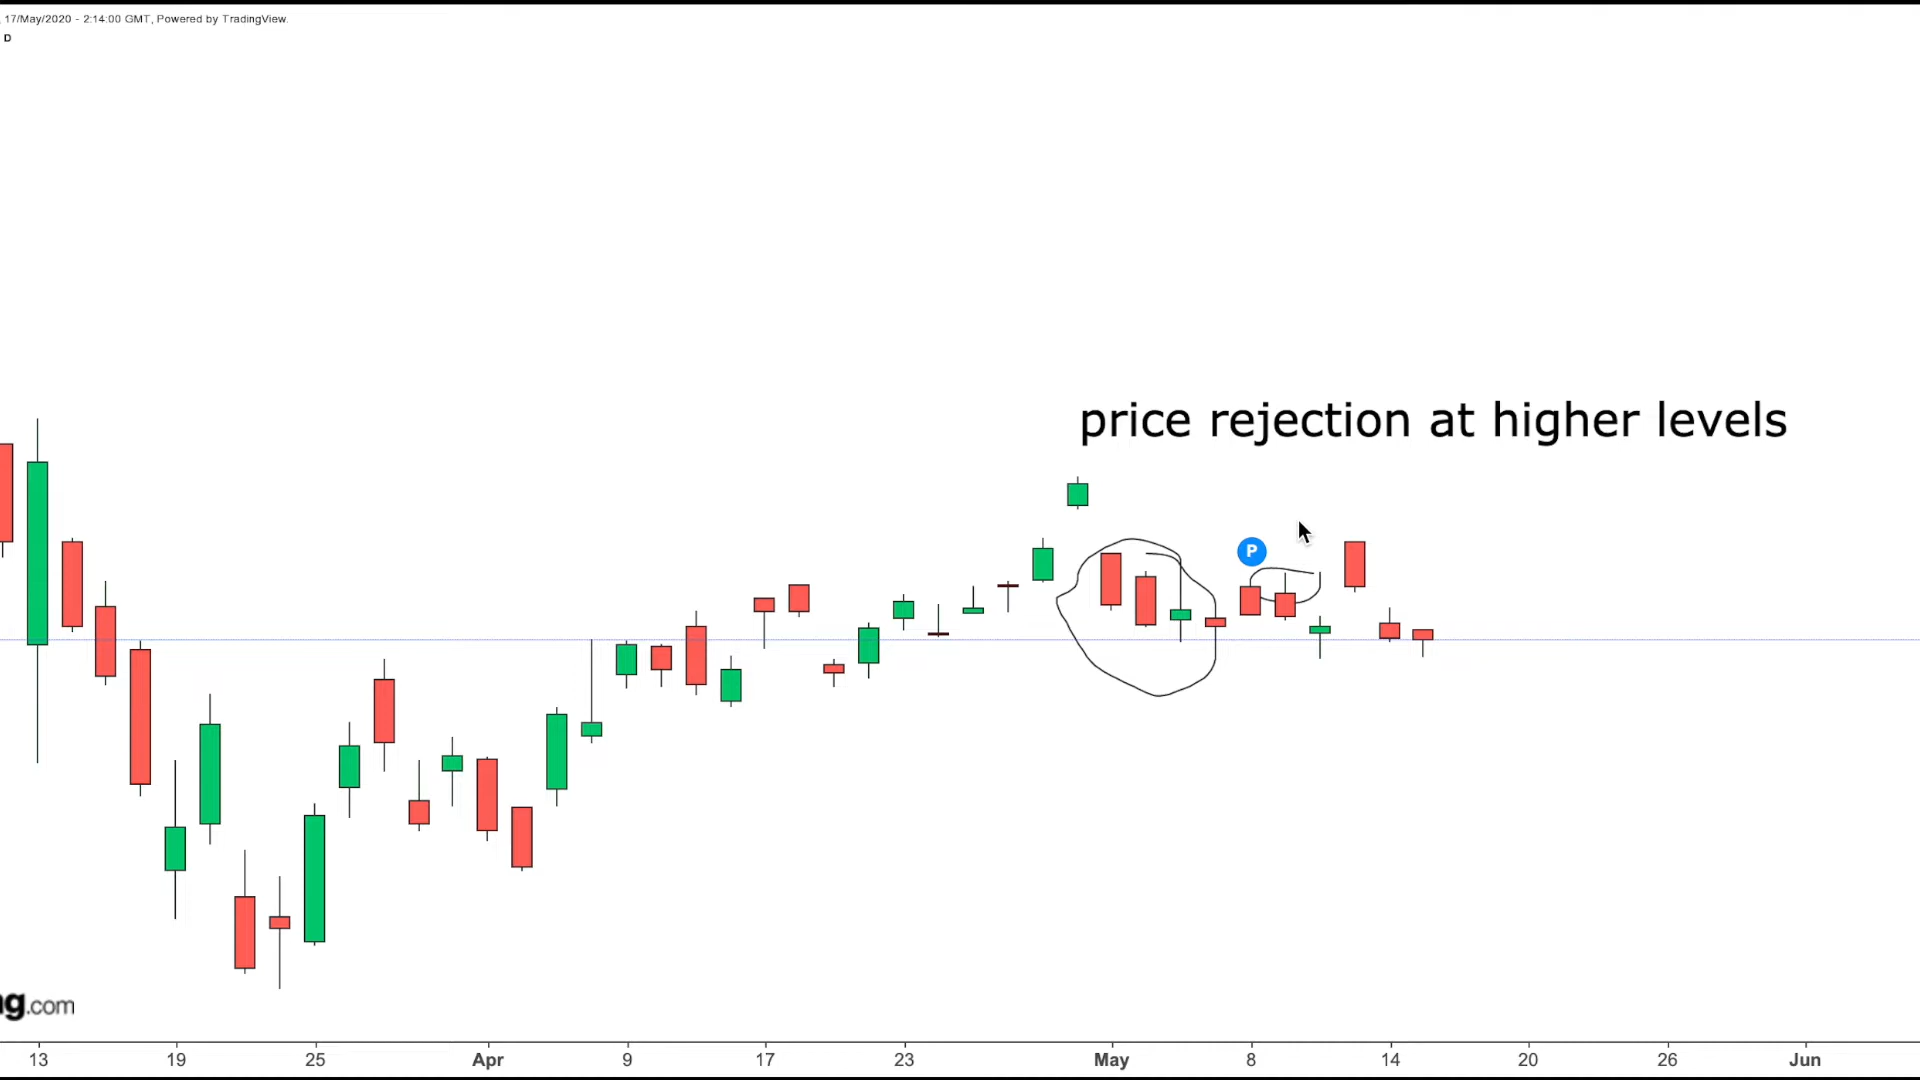 , 17/May/2020 - 2:14:00 GMT, Powered by TradingView.
D
price rejection at higher levels
P
g.com
13 19 25 Apr 9 17 23 May 8 14 20 26 Jun